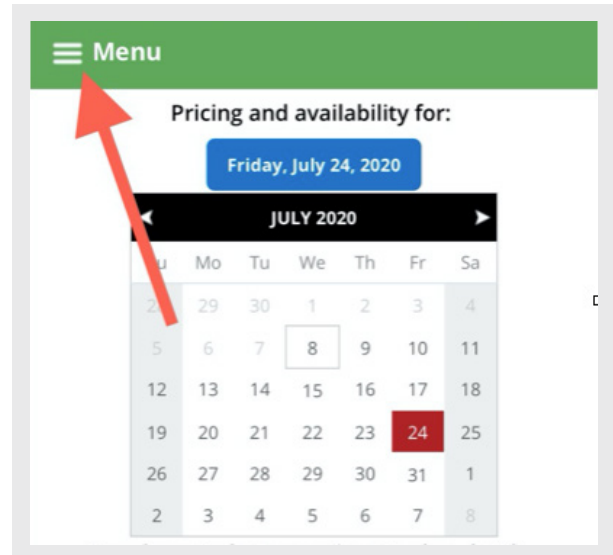 Menu
Pricing and availability for:
Friday, July 24, 2020
JULY 2020
Mo Tu We Th Fr Sa
29 30 1 2 3 4
5 6 7 8 9 10 11
12 13 14 15 16 17 18
19 20 21 22 23 24 25
26 27 28 29 30 31 1
2 3 4 5 6 7 8